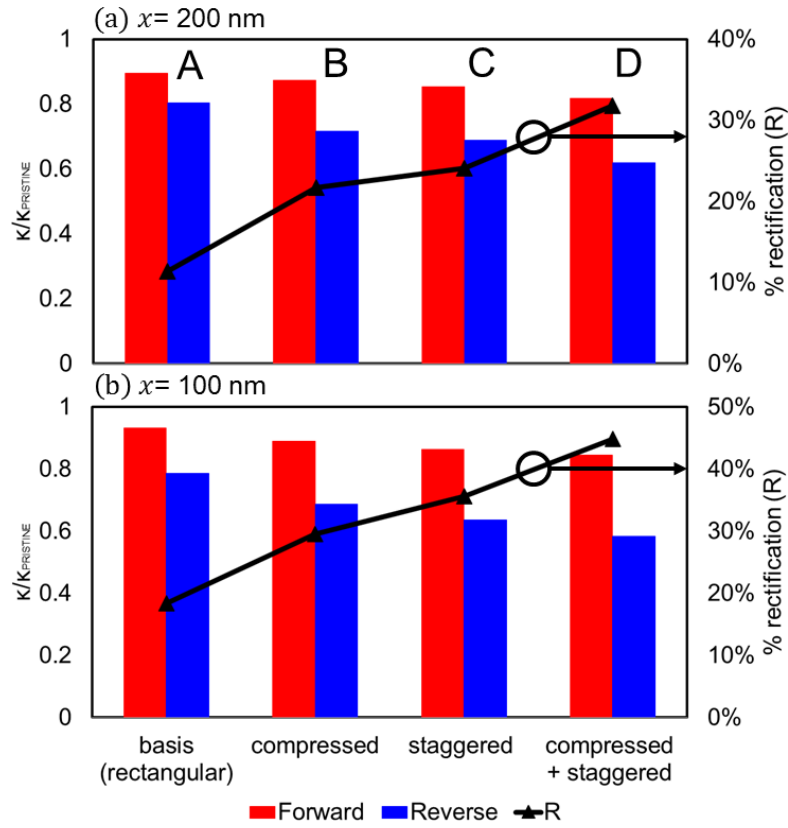 (a) x= 200 nm
1
0.8
0.6
0.4
0.2
0
κ/κPRISTINE
A B C D
40%
30%
20%
10%
0%
% rectification (R)
(b) x= 100 nm
1
0.8
0.6
0.4
0.2
0
κ/κPRISTINE
50%
40%
30%
20%
10%
0%
% rectification (R)
basis compressed staggered compressed
(rectangular) + staggered
Forward Reverse R